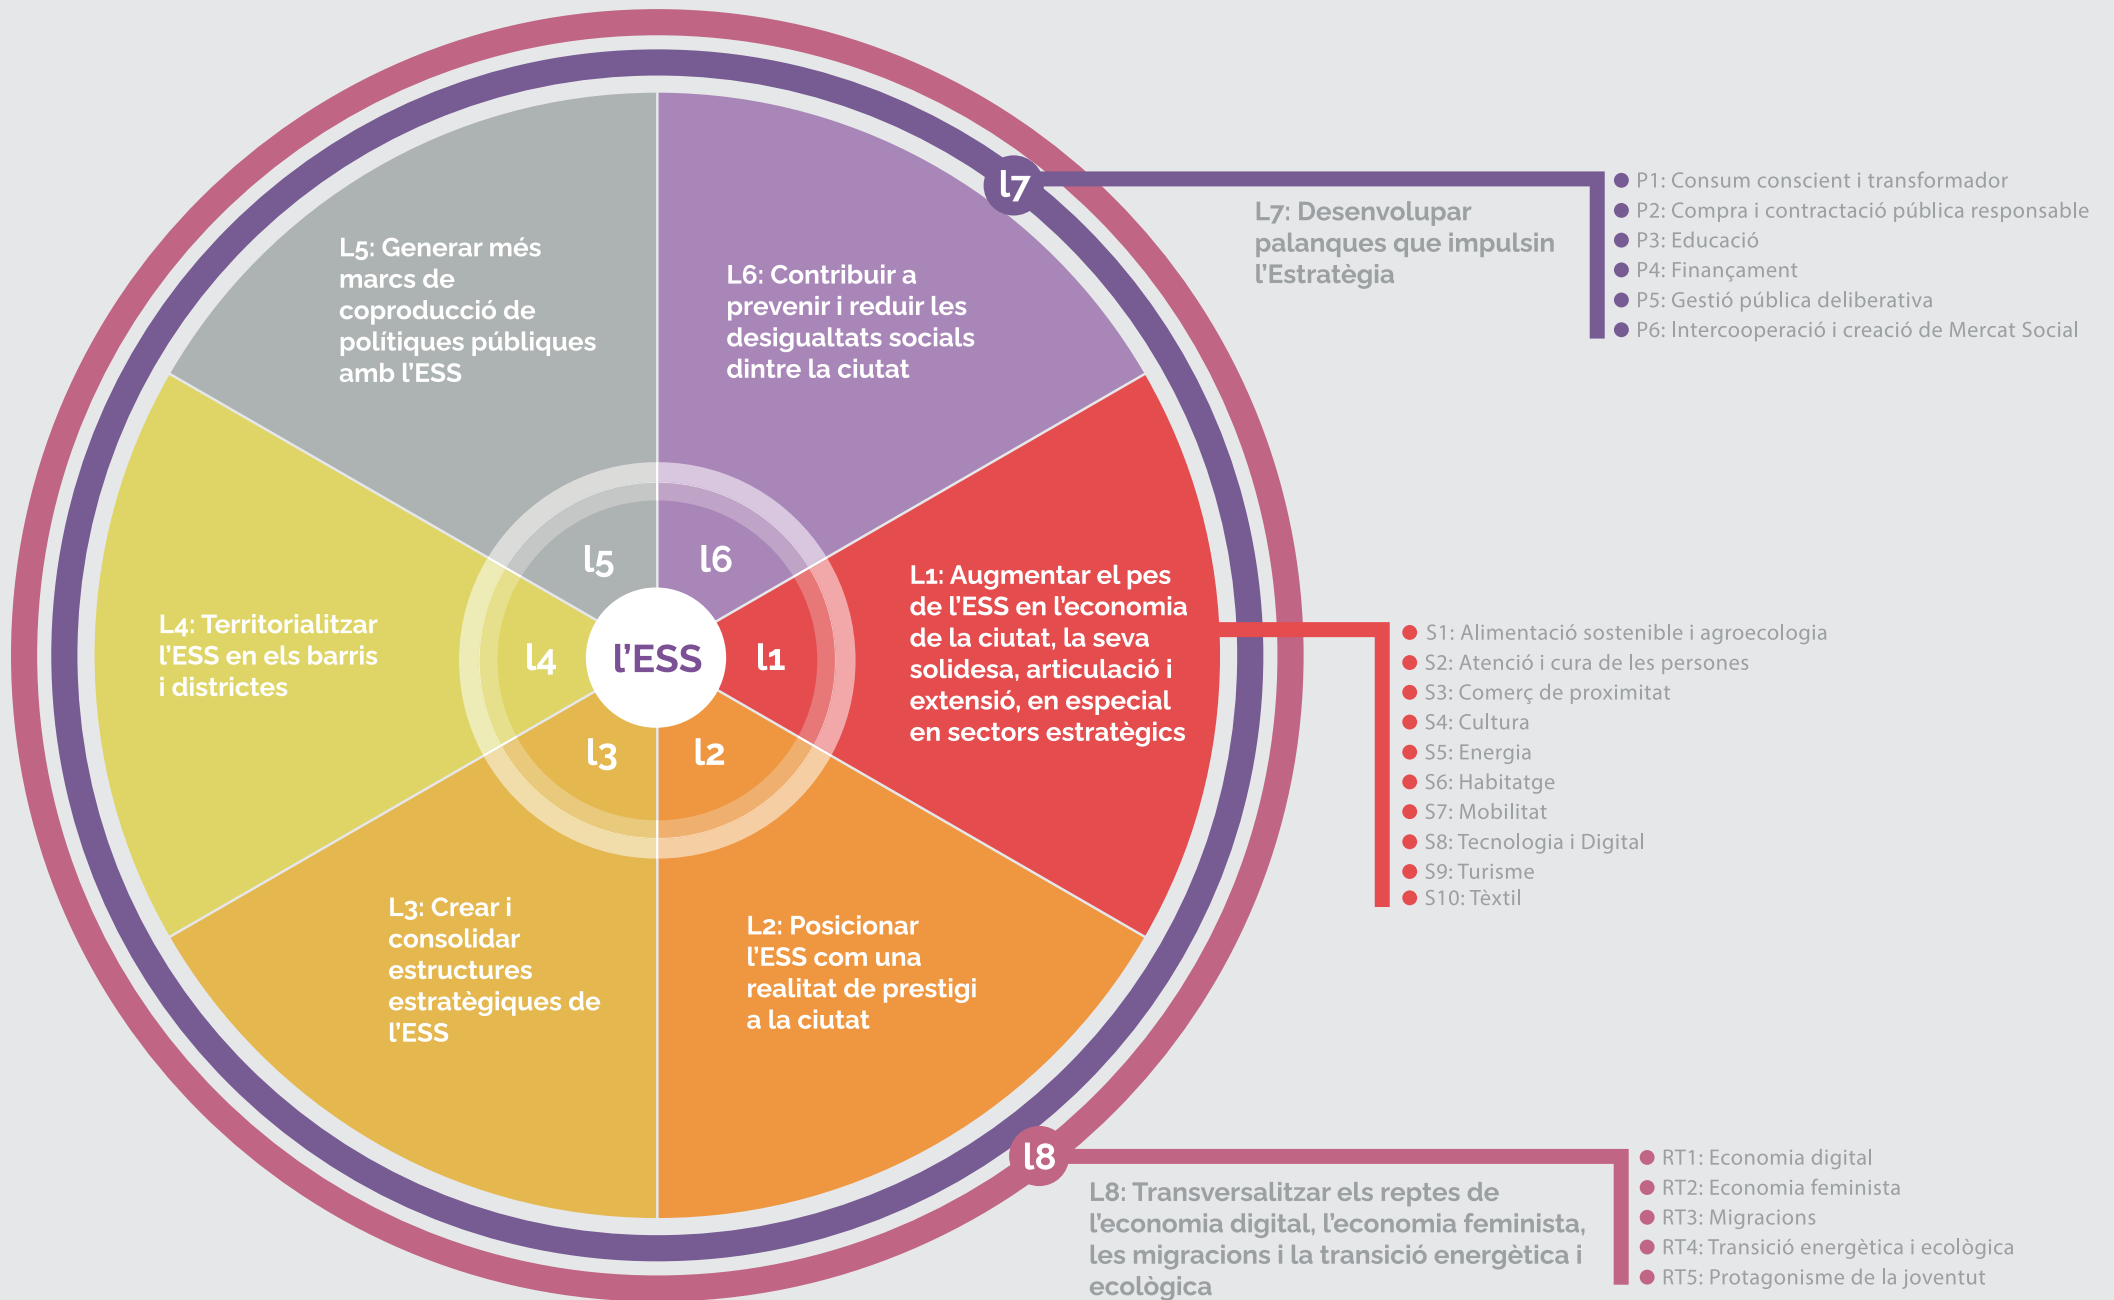 L5: Generar més
marcs de
coproducció de
polítiques públiques
amb l'ESS
L6: Contribuir a
prevenir i reduir les
desigualtats socials
dintre la ciutat
l7
L7: Desenvolupar
palanques que impulsin
l'Estratègia
P1: Consum conscient i transformador
P2: Compra i contractació pública responsable
P3: Educació
P4: Finançament
P5: Gestió pública deliberativa
P6: Intercooperació i creació de Mercat Social
l5
l6
L4: Territorialitzar
l'ESS en els barris
i districtes
l4
l'ESS
l1
L1: Augmentar el pes
de l'ESS en l'economia
de la ciutat, la seva
solidesa, articulació i
extensió, en especial
en sectors estratègics
S1: Alimentació sostenible i agroecologia
S2: Atenció i cura de les persones
S3: Comerç de proximitat
S4: Cultura
S5: Energia
S6: Habitatge
S7: Mobilitat
S8: Tecnologia i Digital
S9: Turisme
S10: Tèxtil
l3
l2
L3: Crear i
consolidar
estructures
estratègiques de
l'ESS
L2: Posicionar
l'ESS com una
realitat de prestigi
a la ciutat
l8
L8: Transversalitzar els reptes de
l'economia digital, l'economia feminista,
les migracions i la transició energètica i
ecològica
RT1: Economia digital
RT2: Economia feminista
RT3: Migracions
RT4: Transició energètica i ecològica
RT5: Protagonisme de la joventut